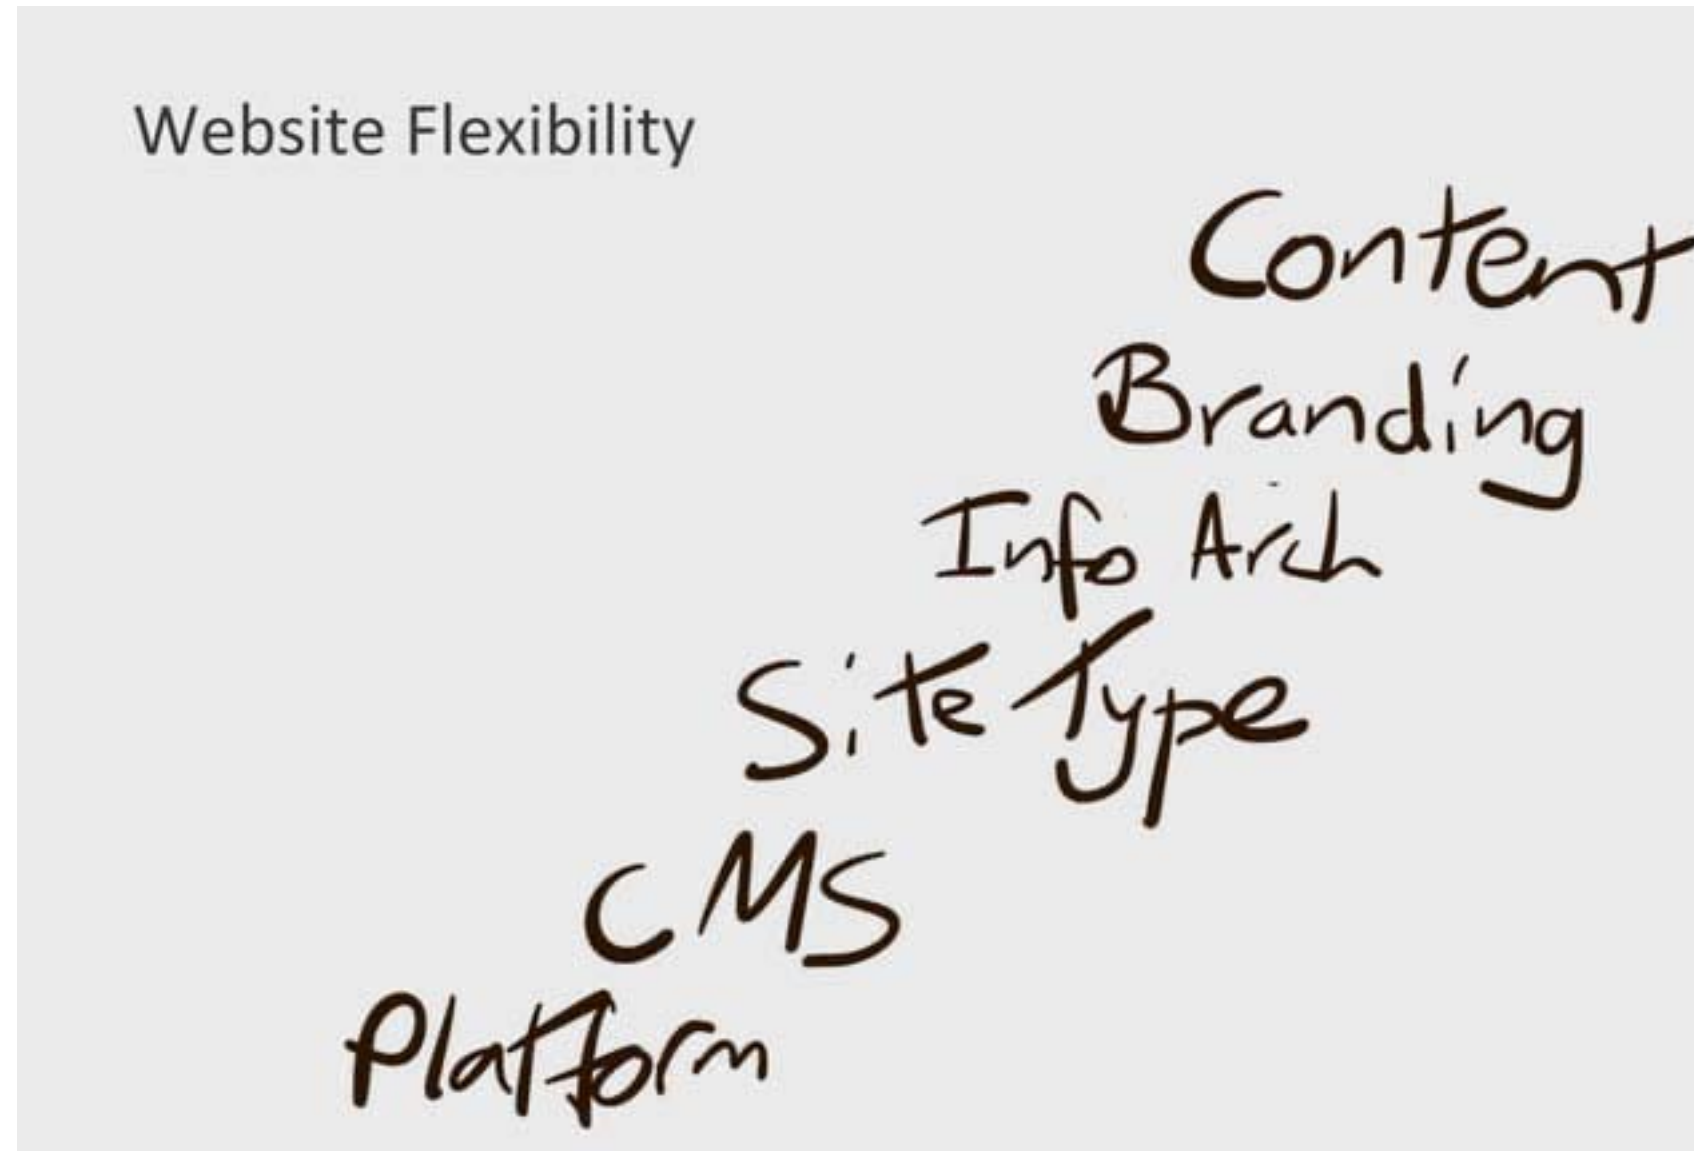 Website Flexibility
Content
Branding
Info Arch
Site Type
CMS
Platform